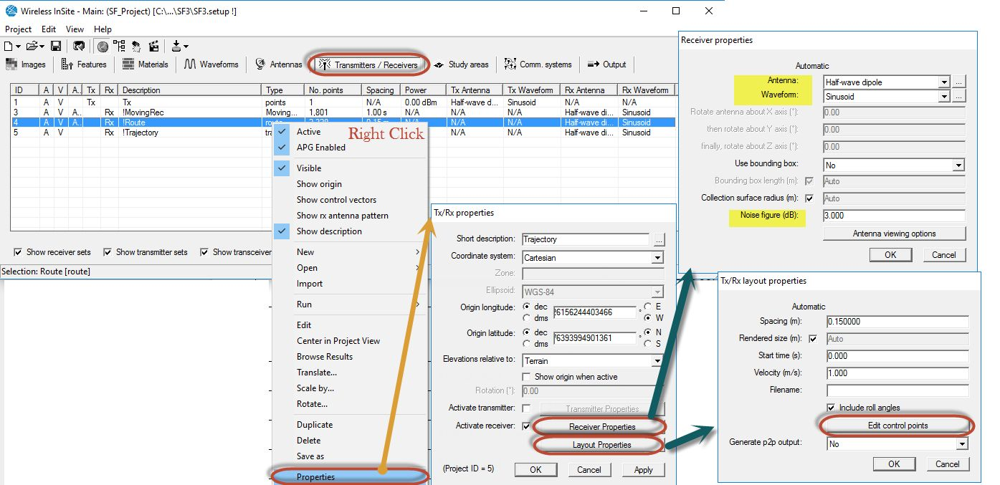 Wireless InSite - Main: (SF_Project) [C:\...\SF3\SF3.setup !]
Project Edit View Help
Images Features Materials Waveforms Antennas Transmitters / Receivers Study areas Comm. systems Output
ID A V A.. Tx Rx Description Type No. points Spacing Power Tx Antenna Tx Waveform Rx Antenna Rx Waveform
1 A V Tx Tx points 1 N/A 0.00 dBm Half-wave d... Sinusoid N/A N/A
3 A V A.. Rx !MovingRec Moving... 1,801 1.00 s N/A N/A N/A Half-wave di... Sinusoid
4 A V A.. Rx !Route N/A N/A Half-wave di... Sinusoid
5 A V Rx !Trajectory N/A N/A Half-wave di... Sinusoid
Show receiver sets Show transmitter sets Show transceiver
Selection: Route [route]
Right Click
Active
APG Enabled
Visible
Show origin
Show control vectors
Show rx antenna pattern
Show description
New
Open
Import
Run
Edit
Center in Project View
Browse Results
Translate...
Scale by...
Rotate...
Duplicate
Delete
Save as
Properties
Tx/Rx properties
Short description: Trajectory ...
Coordinate system: Cartesian
Zone:
Ellipsoid: WGS-84
Origin longitude: dec dms 26156244403466 ° E W
Origin latitude: dec dms 76393994901361 ° N S
Elevations relative to: Terrain
Show origin when active
Rotation (°): 0.00
Activate transmitter: Transmitter Properties
Activate receiver: Receiver Properties
Layout Properties
(Project ID = 5) OK Cancel Apply
Receiver properties
Automatic
Antenna: Half-wave dipole ...
Waveform: Sinusoid ...
Rotate antenna about X axis (°): 0.00
then rotate about Y axis (°): 0.00
finally, rotate about Z axis (°): 0.00
Use bounding box: No
Bounding box length (m): Auto
Collection surface radius (m): Auto
Noise figure (dB): 3.000
Antenna viewing options
OK Cancel
Tx/Rx layout properties
Automatic
Spacing (m): 0.150000
Rendered size (m): Auto
Start time (s): 0.000
Velocity (m/s): 1.000
Filename:
Include roll angles
Edit control points
Generate p2p output: No
OK Cancel